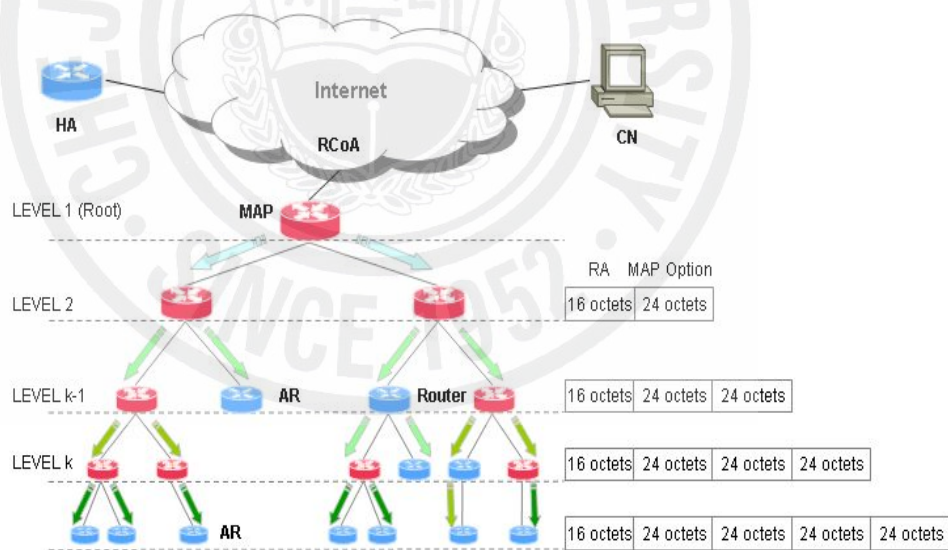 Internet
HA
RCoA
CN
LEVEL 1 (Root)
MAP
RA MAP Option
LEVEL 2
16 octets 24 octets
LEVEL k-1
AR
Router
16 octets 24 octets 24 octets
LEVEL k
16 octets 24 octets 24 octets 24 octets
AR
16 octets 24 octets 24 octets 24 octets 24 octets
SINCE 1952